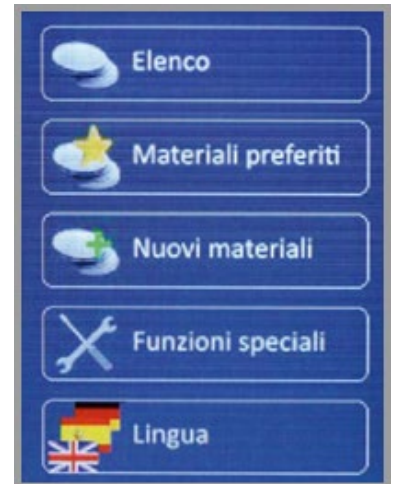 Elenco
Materiali preferiti
Nuovi materiali
Funzioni speciali
Lingua